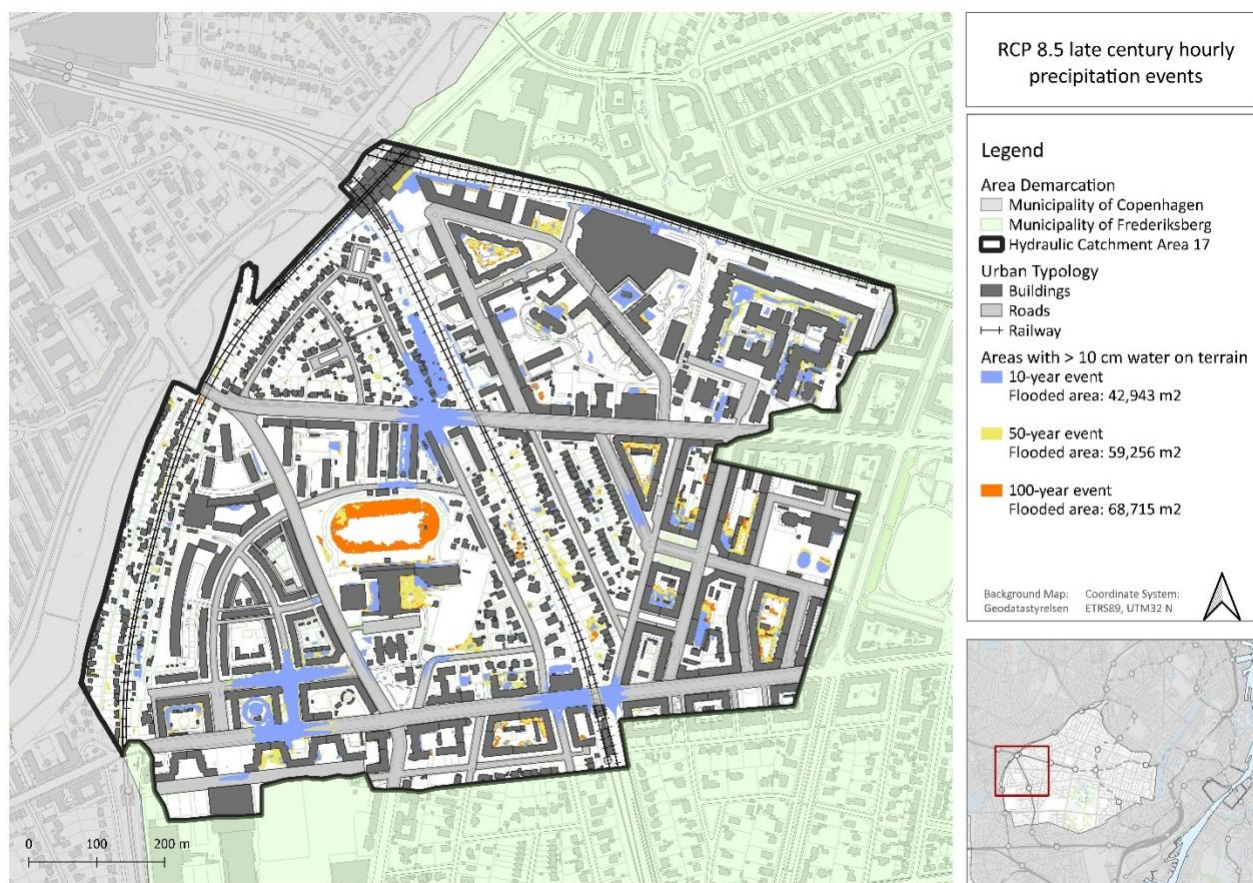 RCP 8.5 late century hourly
precipitation events
Legend
Area Demarcation
Municipality of Copenhagen
Municipality of Frederiksberg
Hydraulic Catchment Area 17
Urban Typology
Buildings
Roads
Railway
Areas with > 10 cm water on terrain
10-year event
Flooded area: 42,943 m2
50-year event
Flooded area: 59,256 m2
100-year event
Flooded area: 68,715 m2
Background Map:
Geodatastyrelsen
Coordinate System:
ETRS89, UTM32 N
0 100 200 m